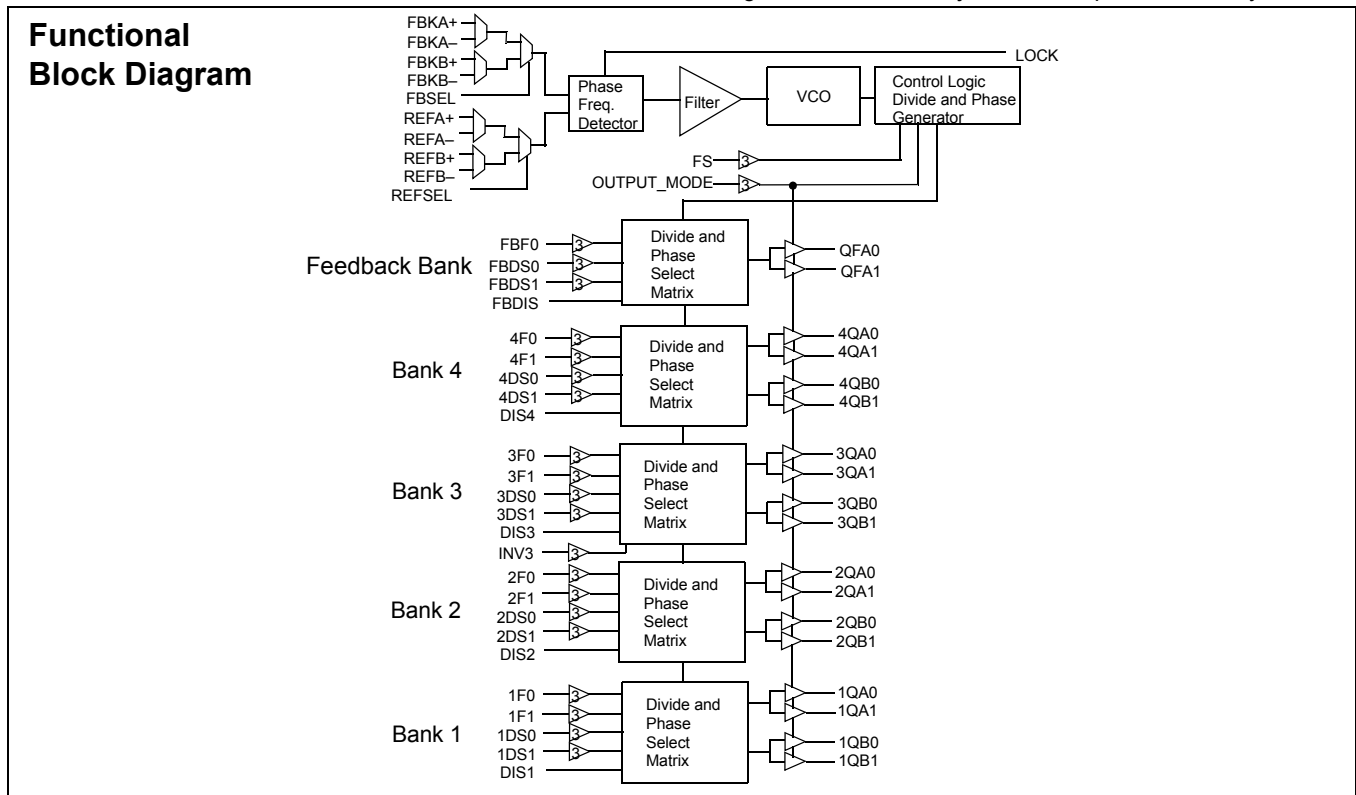 Functional
Block Diagram
FBKA+
FBKA–
FBKB+
FBKB–
FBSEL
REFA+
REFA–
REFB+
REFB–
REFSEL
Phase
Freq.
Detector
Filter
VCO
Control Logic
Divide and Phase
Generator
LOCK
FS
3
OUTPUT_MODE
3
Feedback Bank
FBF0
3
FBDS0
3
FBDS1
3
FBDIS
Divide and
Phase
Select
Matrix
QFA0
QFA1
Bank 4
4F0
3
4F1
3
4DS0
3
4DS1
3
DIS4
Divide and
Phase
Select
Matrix
4QA0
4QA1
4QB0
4QB1
Bank 3
3F0
3
3F1
3
3DS0
3
3DS1
3
DIS3
INV3
3
Divide and
Phase
Select
Matrix
3QA0
3QA1
3QB0
3QB1
Bank 2
2F0
3
2F1
3
2DS0
3
2DS1
3
DIS2
Divide and
Phase
Select
Matrix
2QA0
2QA1
2QB0
2QB1
Bank 1
1F0
3
1F1
3
1DS0
3
1DS1
3
DIS1
Divide and
Phase
Select
Matrix
1QA0
1QA1
1QB0
1QB1